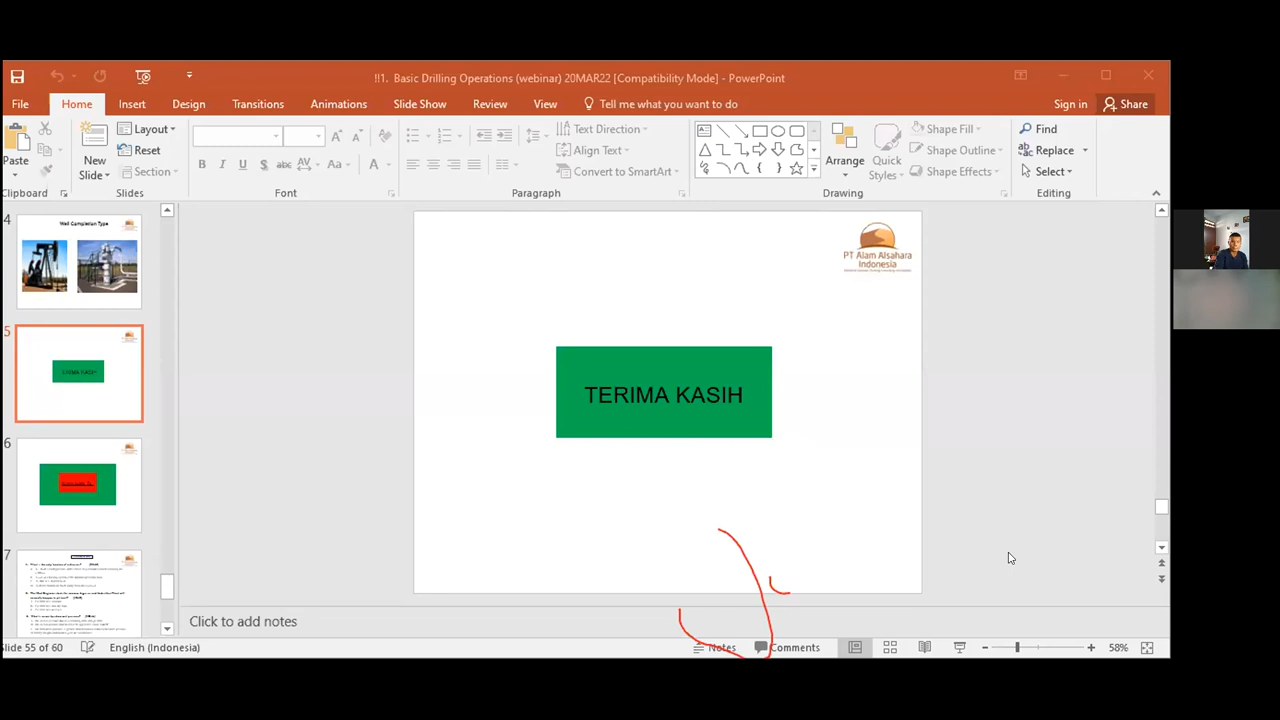 !!1. Basic Drilling Operations (webinar) 20MAR22 [Compatibility Mode] - PowerPoint
File Home Insert Design Transitions Animations Slide Show Review View Tell me what you want to do Sign in Share
Paste
New Slide
Layout
Reset
Section
Text Direction
Align Text
Convert to SmartArt
Arrange
Quick Styles
Shape Fill
Shape Outline
Shape Effects
Find
Replace
Select
Clipboard Slides Font Paragraph Drawing Editing
4
Well Completion Type
5
6
7
PT Alam Alsahara
Indonesia
TERIMA KASIH
Click to add notes
Slide 55 of 60 English (Indonesia) Notes Comments 58%